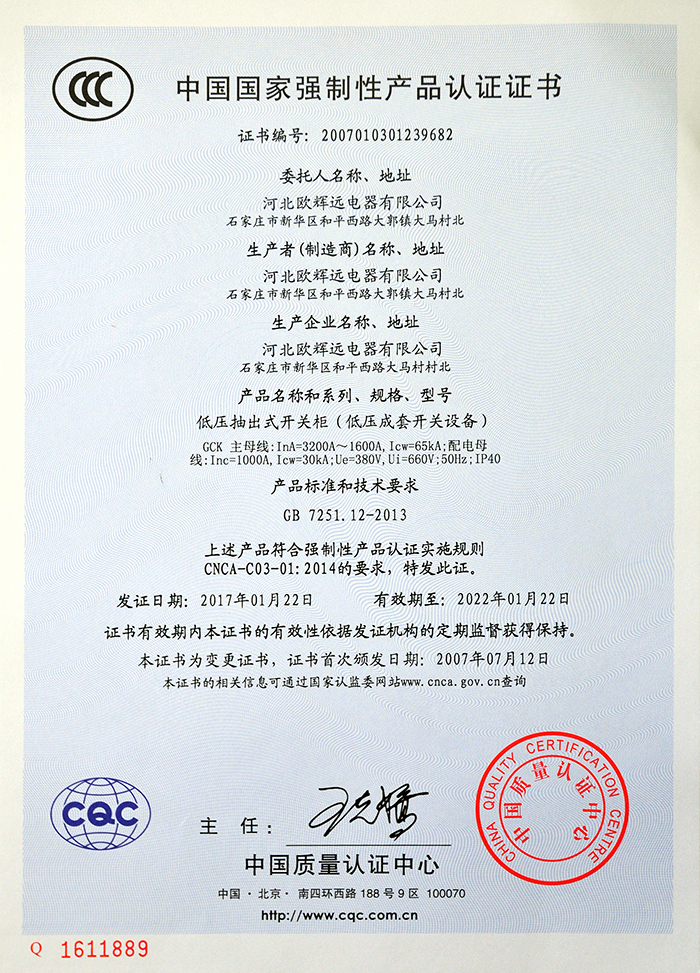 CCC
中国国家强制性产品认证证书
证书编号: 2007010301239682
委托人名称、地址
河北欧辉远电器有限公司
石家庄市新华区和平西路大郭镇大马村北
生产者(制造商)名称、地址
河北欧辉远电器有限公司
石家庄市新华区和平西路大郭镇大马村北
生产企业名称、地址
河北欧辉远电器有限公司
石家庄市新华区和平西路大马村村北
产品名称和系列、规格、型号
低压抽出式开关柜（低压成套开关设备）
GCK 主母线:InA=3200A～1600A,Icw=65kA;配电母
线:Inc=1000A,Icw=30kA;Ue=380V,Ui=660V;50Hz;IP40
产品标准和技术要求
GB 7251.12-2013
上述产品符合强制性产品认证实施规则
CNCA-C03-01:2014的要求，特发此证。
发证日期: 2017年01月22日 有效期至: 2022年01月22日
证书有效期内本证书的有效性依据发证机构的定期监督获得保持。
本证书为变更证书，证书首次颁发日期: 2007年07月12日
本证书的相关信息可通过国家认监委网站www.cnca.gov.cn查询
CQC
主 任:
CHINA QUALITY CERTIFICATION CENTRE
中国质量认证中心
中国质量认证中心
中国·北京·南四环西路188号9区 100070
http://www.cqc.com.cn
Q 1611889